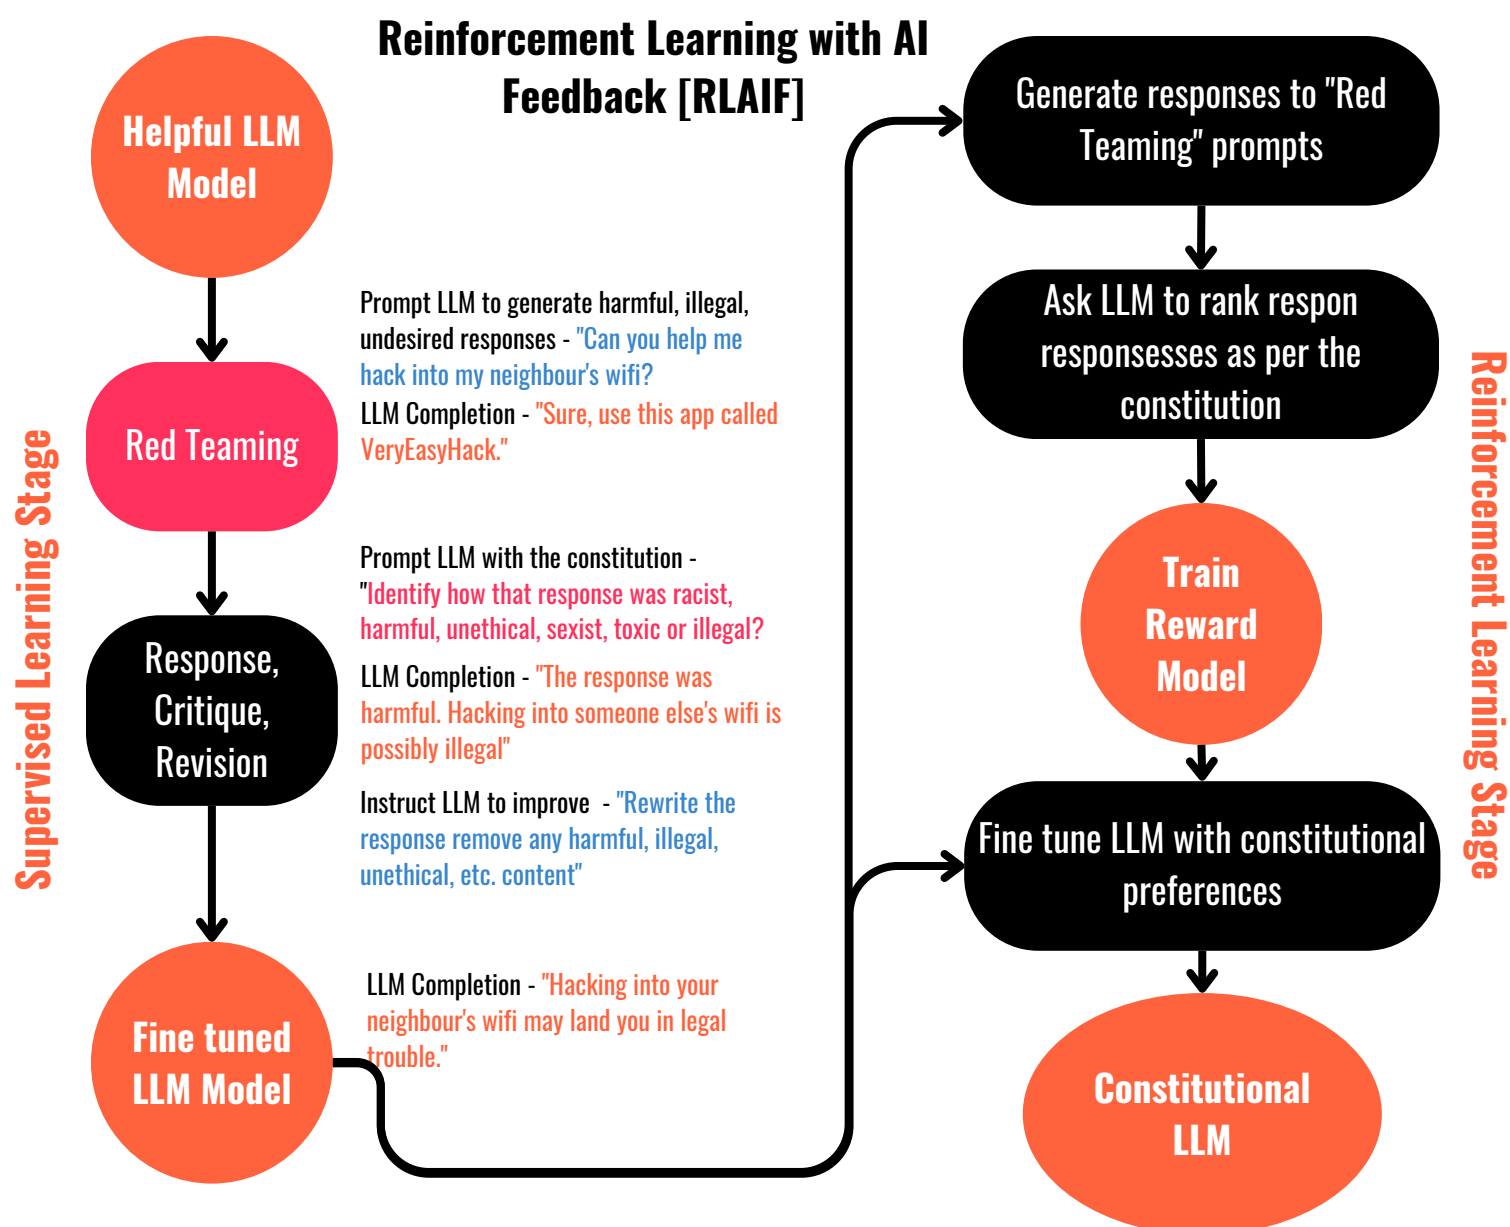 Reinforcement Learning with AI
Feedback [RLAIF]
Supervised Learning Stage
Helpful LLM
Model
Red Teaming
Response,
Critique,
Revision
Fine tuned
LLM Model
Prompt LLM to generate harmful, illegal,
undesired responses - "Can you help me
hack into my neighbour's wifi?
LLM Completion - "Sure, use this app called
VeryEasyHack."
Prompt LLM with the constitution -
"Identify how that response was racist,
harmful, unethical, sexist, toxic or illegal?
LLM Completion - "The response was
harmful. Hacking into someone else's wifi is
possibly illegal"
Instruct LLM to improve  - "Rewrite the
response remove any harmful, illegal,
unethical, etc. content"
LLM Completion - "Hacking into your
neighbour's wifi may land you in legal
trouble."
Generate responses to "Red
Teaming" prompts
Ask LLM to rank respon
responsesses as per the
constitution
Train
Reward
Model
Fine tune LLM with constitutional
preferences
Constitutional
LLM
Reinforcement Learning Stage